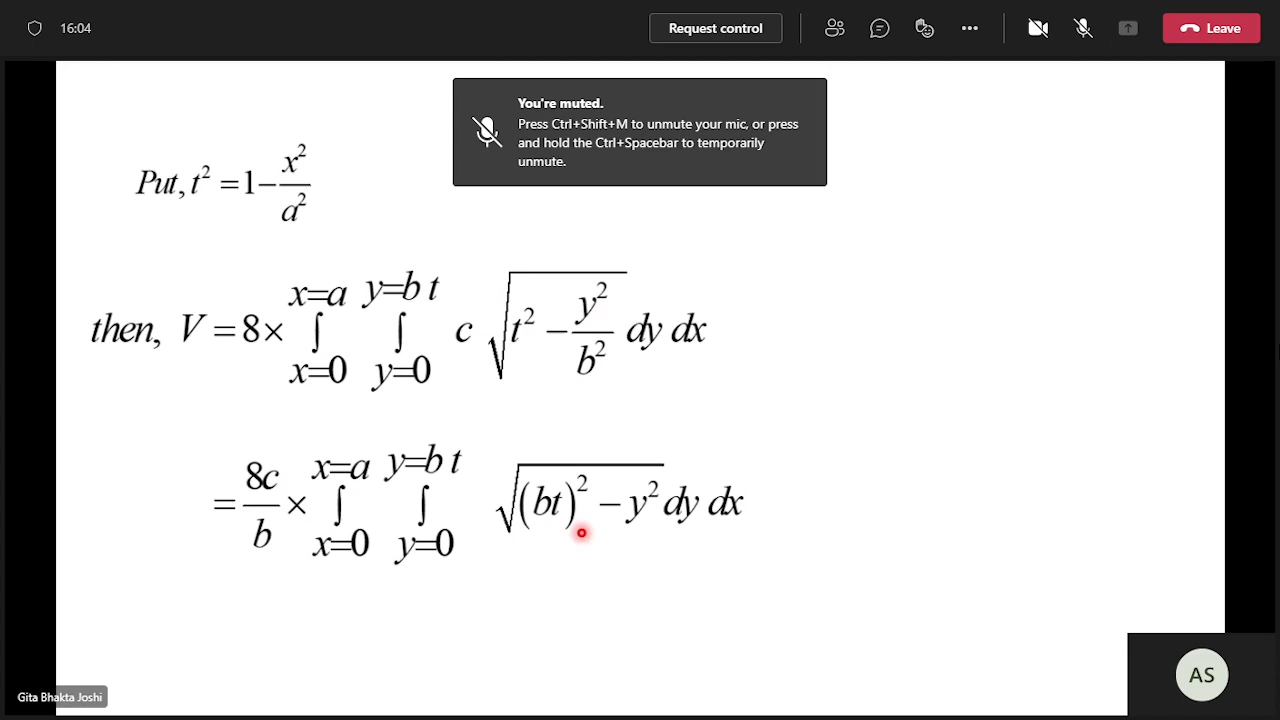 16:04
Request control
Leave
You're muted.
Press Ctrl+Shift+M to unmute your mic, or press
and hold the Ctrl+Spacebar to temporarily
unmute.
Put, t² = 1 − x²/a²
then, V = 8 × ∫_{x=0}^{x=a} ∫_{y=0}^{y=b t} c √(t² − y²/b²) dy dx
= 8c/b × ∫_{x=0}^{x=a} ∫_{y=0}^{y=b t} √((bt)² − y²) dy dx
Gita Bhakta Joshi
AS